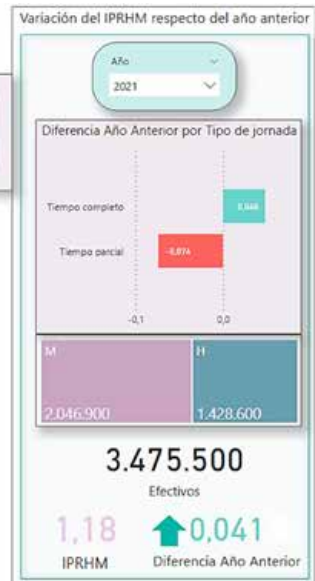 Variación del IPRHM respecto del año anterior
Año
2021
Diferencia Año Anterior por Tipo de jornada
Tiempo completo
Tiempo parcial
-0,074
-0,1
0,0
M
H
2.046.900
1.428.600
3.475.500
Efectivos
1,18
0,041
IPRHM
Diferencia Año Anterior